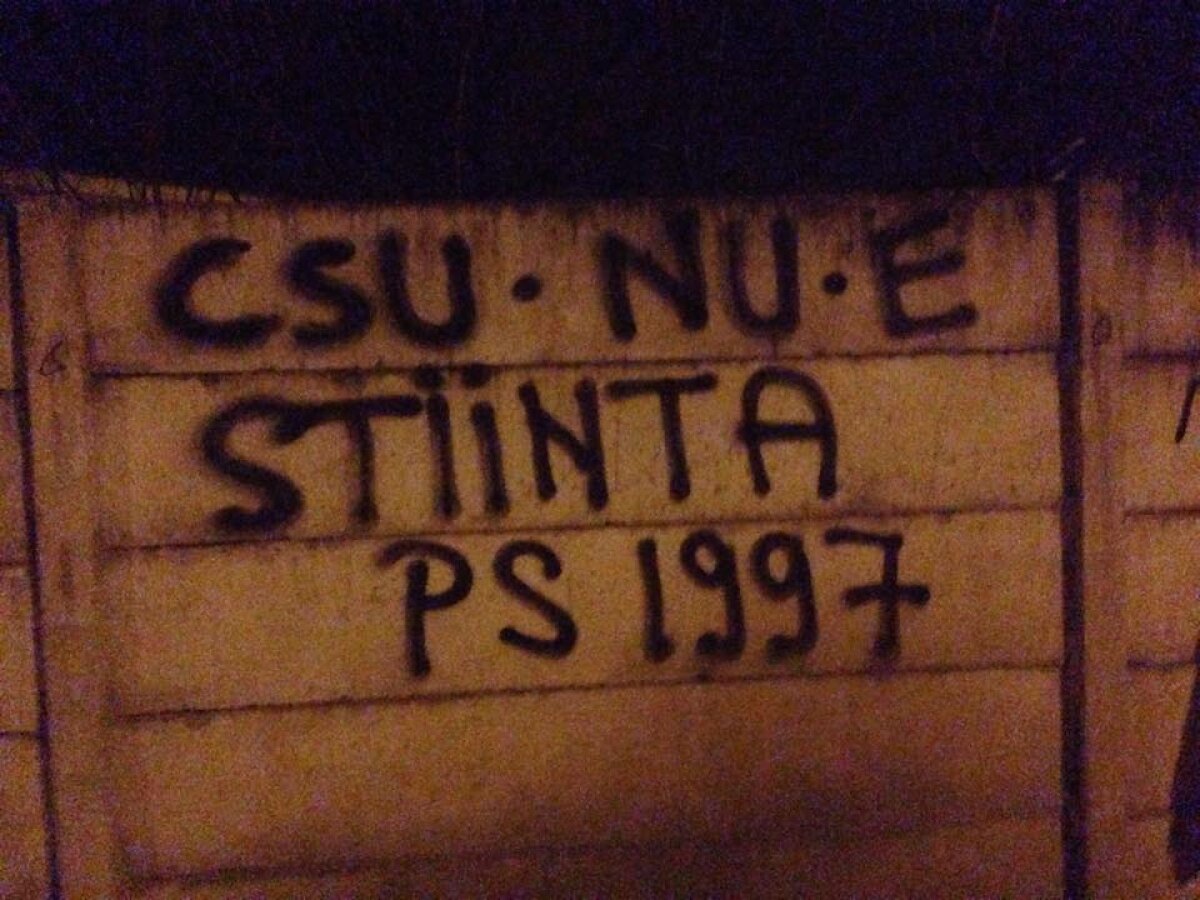 CSU · NU · E
STIINTA
PS 1997